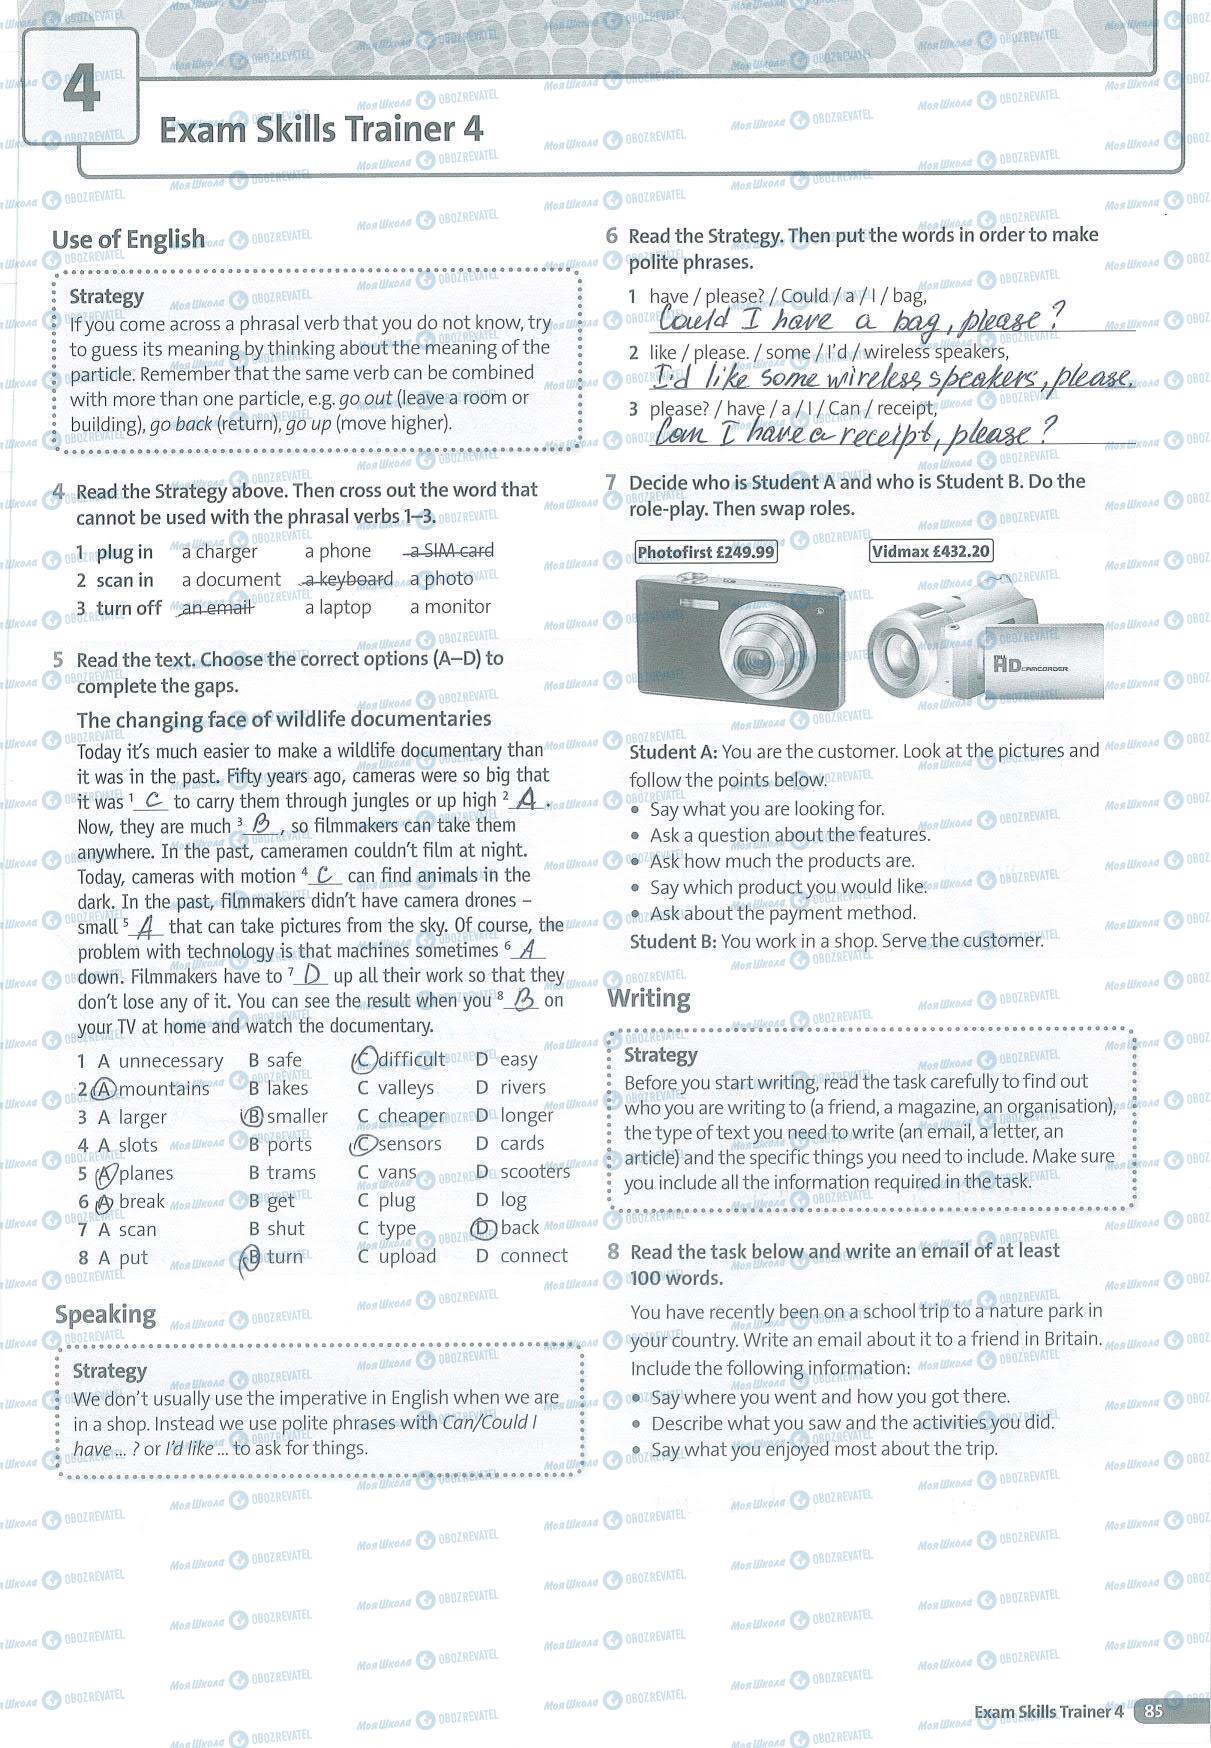 4
Exam Skills Trainer 4
Use of English
Strategy
If you come across a phrasal verb that you do not know, try
to guess its meaning by thinking about the meaning of the
particle. Remember that the same verb can be combined
with more than one particle, e.g. go out (leave a room or
building), go back (return), go up (move higher).
4 Read the Strategy above. Then cross out the word that
cannot be used with the phrasal verbs 1–3.
1 plug in a charger a phone a SIM card
2 scan in a document a keyboard a photo
3 turn off an email a laptop a monitor
5 Read the text. Choose the correct options (A–D) to
complete the gaps.
The changing face of wildlife documentaries
Today it's much easier to make a wildlife documentary than
it was in the past. Fifty years ago, cameras were so big that
it was 1 C to carry them through jungles or up high 2 A.
Now, they are much 3 B, so filmmakers can take them
anywhere. In the past, cameramen couldn't film at night.
Today, cameras with motion 4 C can find animals in the
dark. In the past, filmmakers didn't have camera drones –
small 5 A that can take pictures from the sky. Of course, the
problem with technology is that machines sometimes 6 A
down. Filmmakers have to 7 D up all their work so that they
don't lose any of it. You can see the result when you 8 B on
your TV at home and watch the documentary.
1 A unnecessary B safe C difficult D easy
2 A mountains B lakes C valleys D rivers
3 A larger B smaller C cheaper D longer
4 A slots B ports C sensors D cards
5 A planes B trams C vans D scooters
6 A break B get C plug D log
7 A scan B shut C type D back
8 A put B turn C upload D connect
Speaking
Strategy
We don't usually use the imperative in English when we are
in a shop. Instead we use polite phrases with Can/Could I
have ... ? or I'd like ... to ask for things.
6 Read the Strategy. Then put the words in order to make
polite phrases.
1 have / please? / Could / a / I / bag,
Could I have a bag, please?
2 like / please. / some / I'd / wireless speakers,
I'd like some wireless speakers, please.
3 please? / have / a / I / Can / receipt,
Can I have a receipt, please?
7 Decide who is Student A and who is Student B. Do the
role-play. Then swap roles.
Photofirst £249.99
Vidmax £432.20
FULL HD CAMCORDER
Student A: You are the customer. Look at the pictures and
follow the points below.
• Say what you are looking for.
• Ask a question about the features.
• Ask how much the products are.
• Say which product you would like.
• Ask about the payment method.
Student B: You work in a shop. Serve the customer.
Writing
Strategy
Before you start writing, read the task carefully to find out
who you are writing to (a friend, a magazine, an organisation),
the type of text you need to write (an email, a letter, an
article) and the specific things you need to include. Make sure
you include all the information required in the task.
8 Read the task below and write an email of at least
100 words.
You have recently been on a school trip to a nature park in
your country. Write an email about it to a friend in Britain.
Include the following information:
• Say where you went and how you got there.
• Describe what you saw and the activities you did.
• Say what you enjoyed most about the trip.
Exam Skills Trainer 4 85
Моя Школа OBOZREVATEL